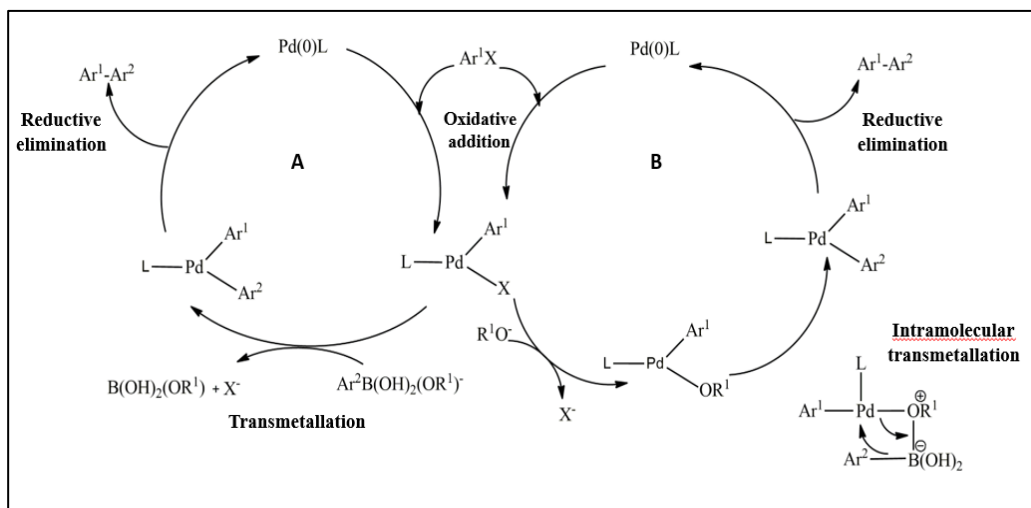 Pd(0)L
Ar¹X
Pd(0)L
Ar¹-Ar²
Ar¹-Ar²
Reductive
elimination
Oxidative
addition
Reductive
elimination
A
B
L—Pd
Ar¹
Ar²
L—Pd
Ar¹
X
L—Pd
Ar¹
Ar²
R¹O⁻
X⁻
L—Pd
Ar¹
OR¹
B(OH)₂(OR¹) + X⁻
Ar²B(OH)₂(OR¹)⁻
Transmetallation
Intramolecular
transmetallation
L
Ar¹—Pd—OR¹
⊕
⊖
Ar²—B(OH)₂